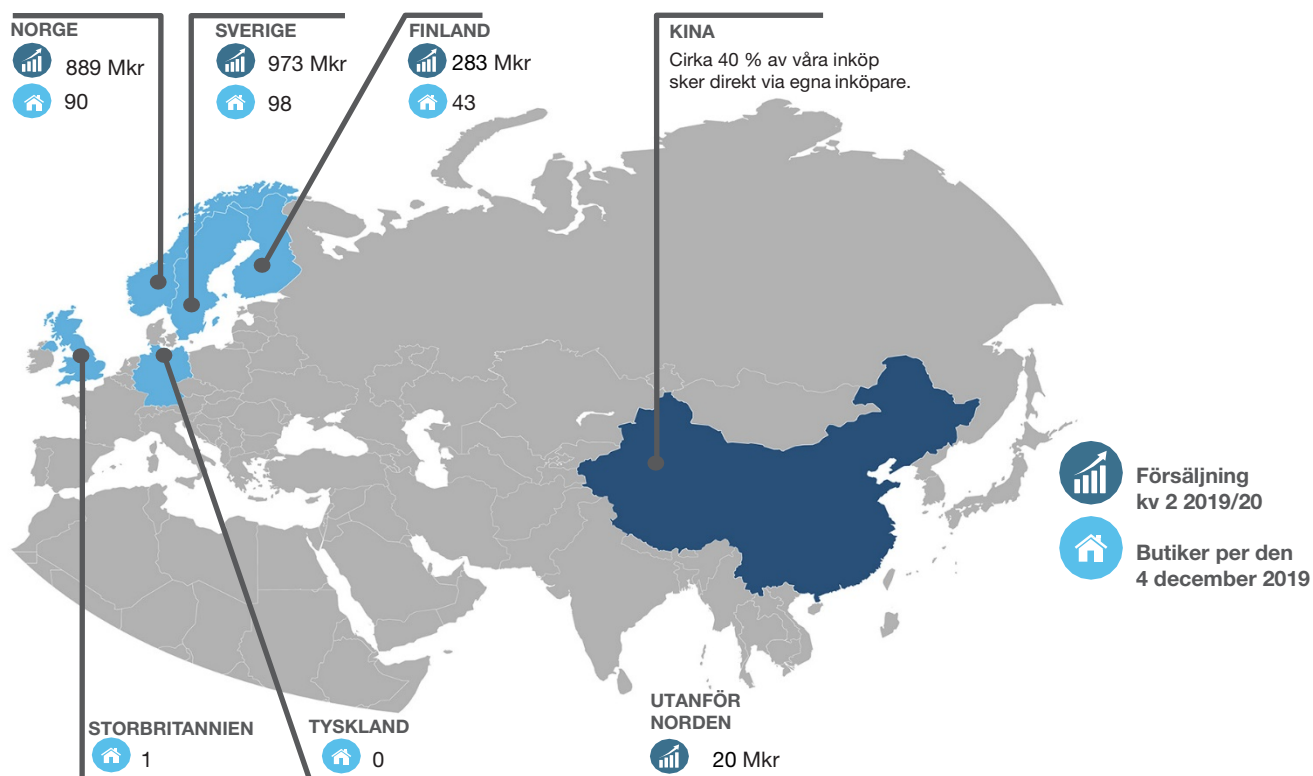 NORGE
889 Mkr
90
SVERIGE
973 Mkr
98
FINLAND
283 Mkr
43
KINA
Cirka 40 % av våra inköp
sker direkt via egna inköpare.
Försäljning
kv 2 2019/20
Butiker per den
4 december 2019
STORBRITANNIEN
1
TYSKLAND
0
UTANFÖR
NORDEN
20 Mkr